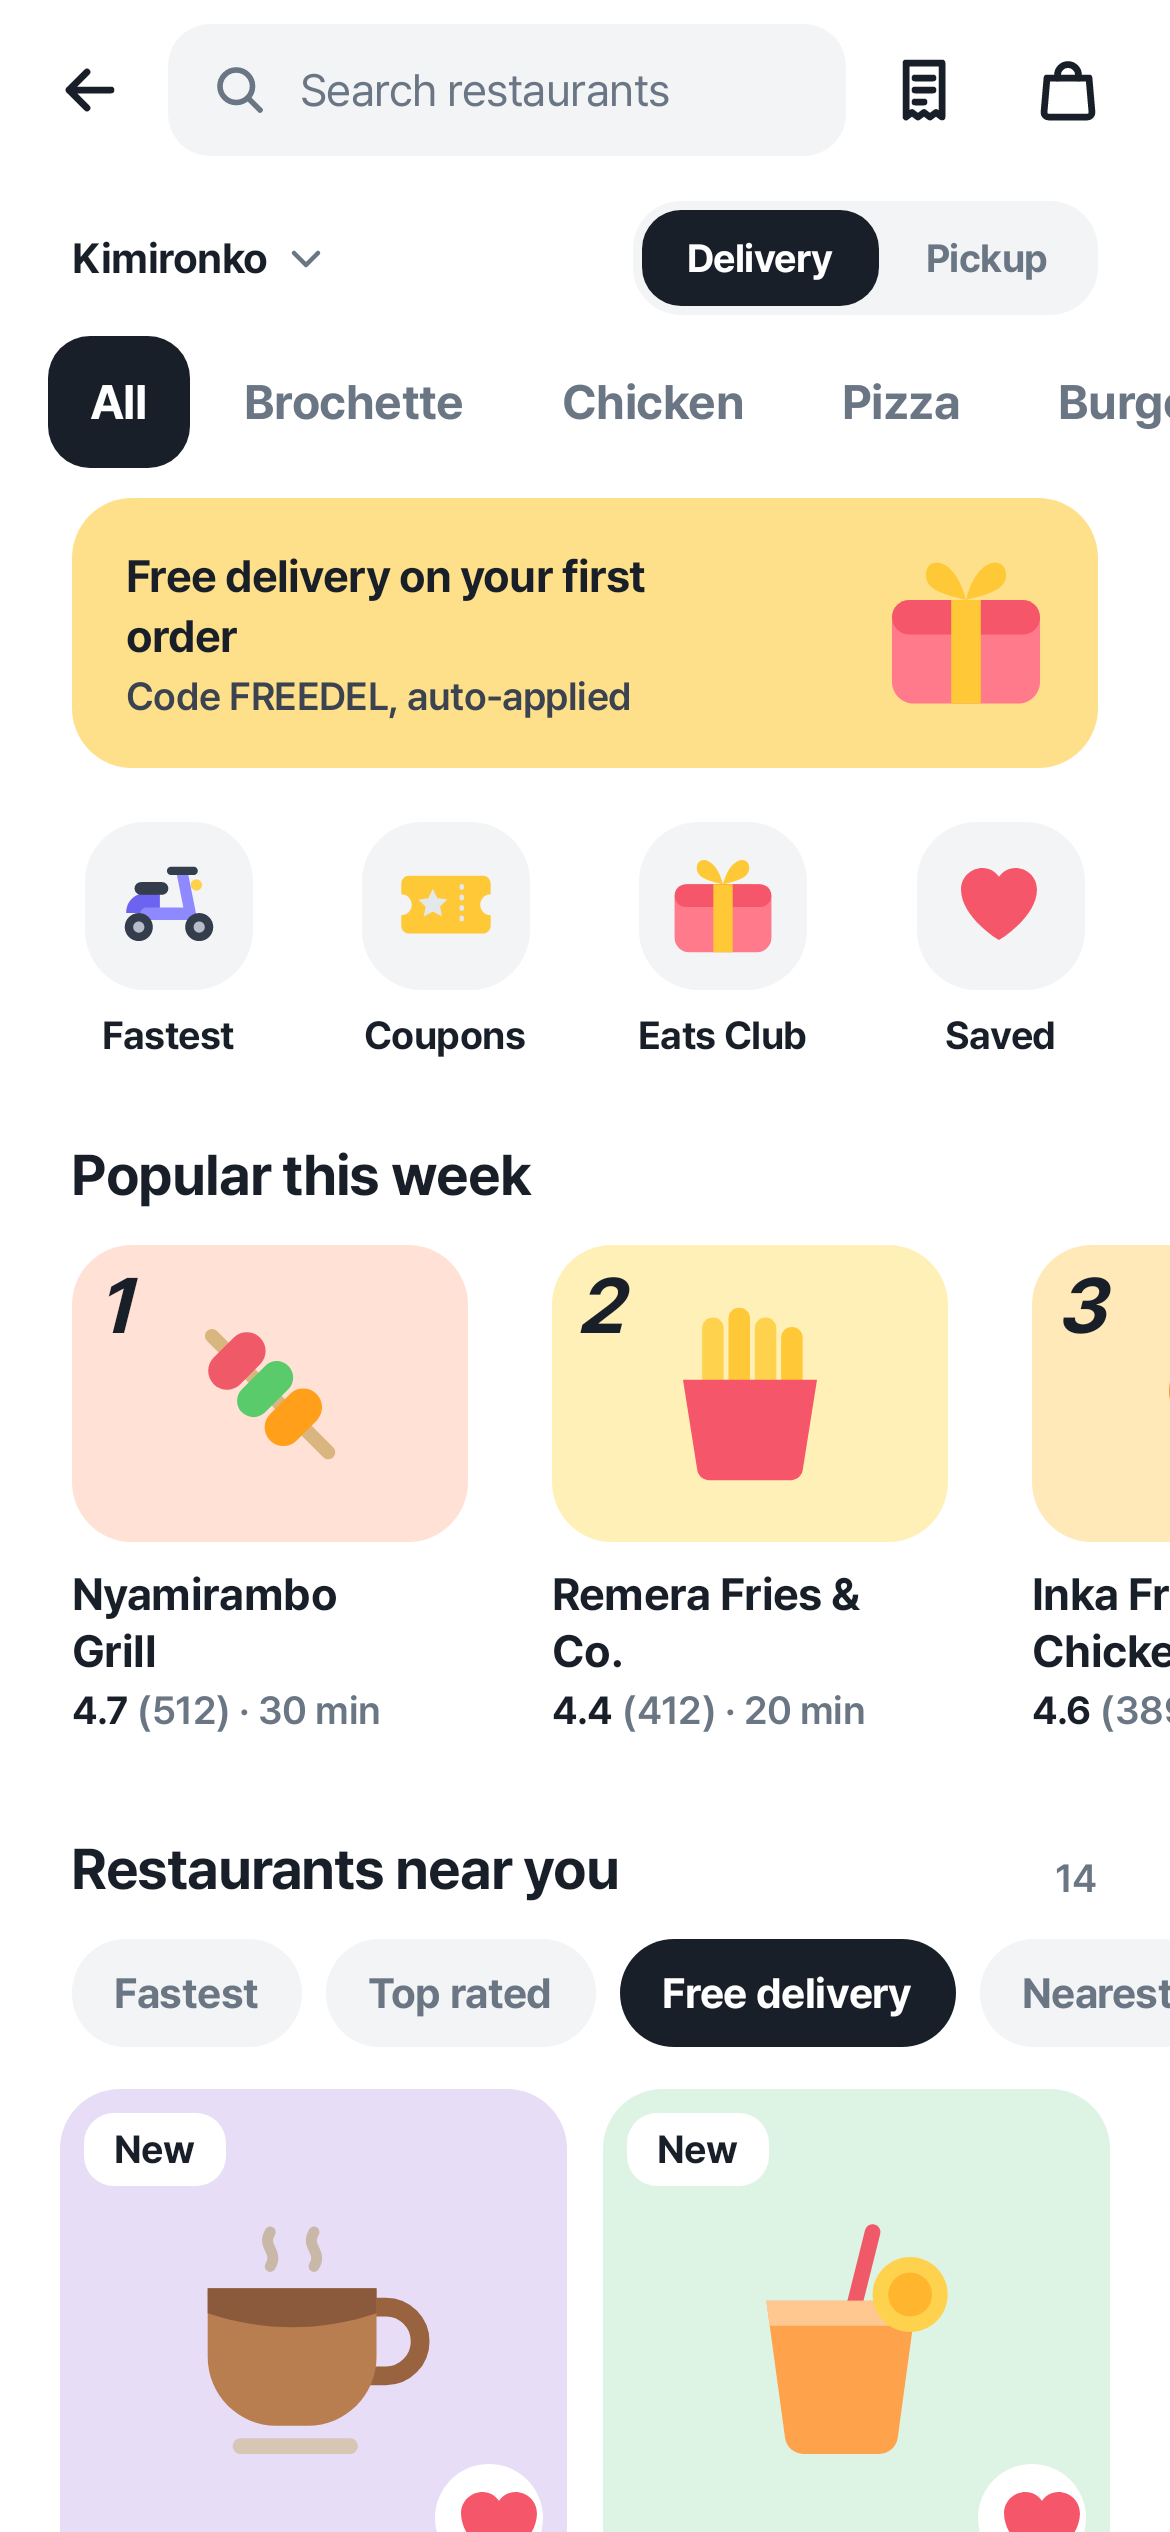 Search restaurants
Kimironko
Delivery
Pickup
All
Brochette
Chicken
Pizza
Free delivery on your first
order
Code FREEDEL, auto-applied
Fastest
Coupons
Eats Club
Saved
Popular this week
1
2
3
Nyamirambo
Grill
4.7 (512) · 30 min
Remera Fries &
Co.
4.4 (412) · 20 min
Inka
4.6
Restaurants near you
14
Fastest
Top rated
Free delivery
Nearest
New
New